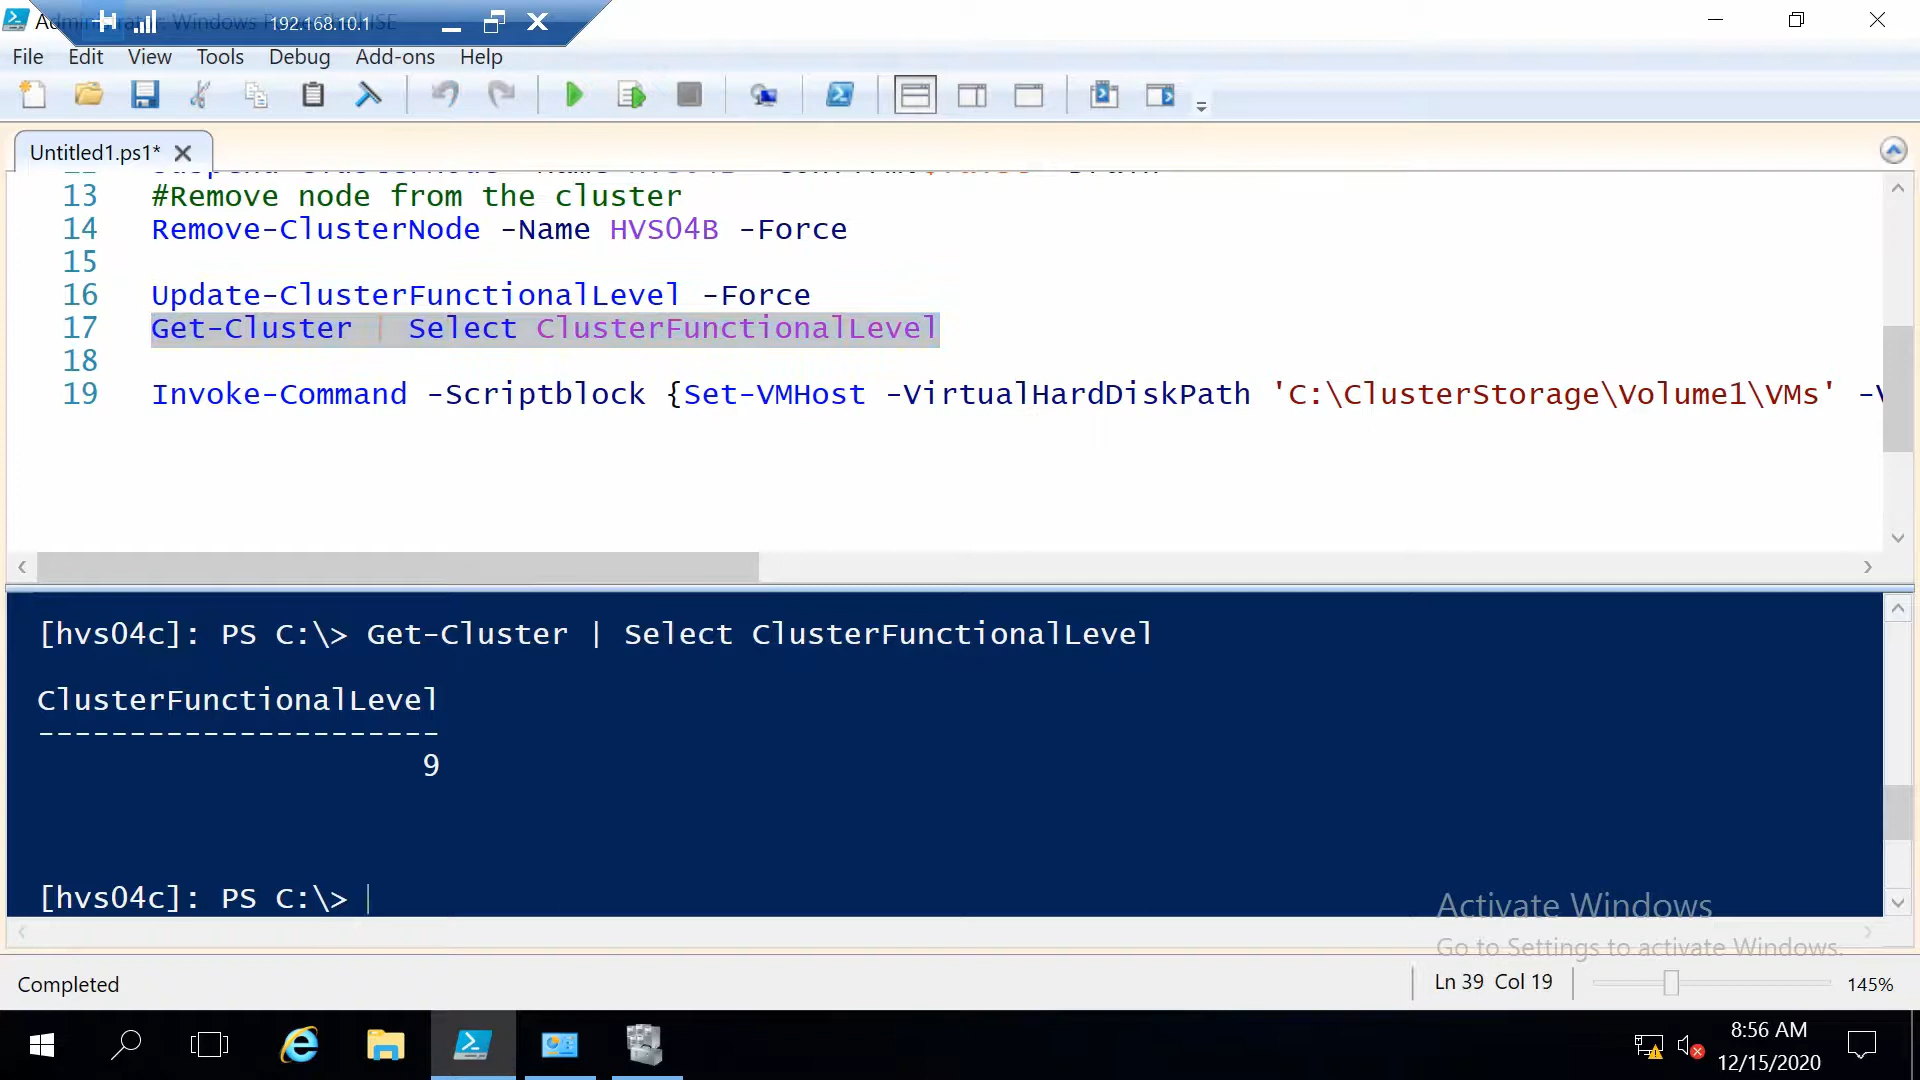 192.168.10.1
File Edit View Tools Debug Add-ons Help
Untitled1.ps1*
13 #Remove node from the cluster
14 Remove-ClusterNode -Name HVS04B -Force
15
16 Update-ClusterFunctionalLevel -Force
17 Get-Cluster | Select ClusterFunctionalLevel
18
19 Invoke-Command -Scriptblock {Set-VMHost -VirtualHardDiskPath 'C:\ClusterStorage\Volume1\VMs'
[hvs04c]: PS C:\> Get-Cluster | Select ClusterFunctionalLevel
ClusterFunctionalLevel
----------------------
9
[hvs04c]: PS C:\>
Activate Windows
Go to Settings to activate Windows.
Completed
Ln 39 Col 19
145%
8:56 AM
12/15/2020